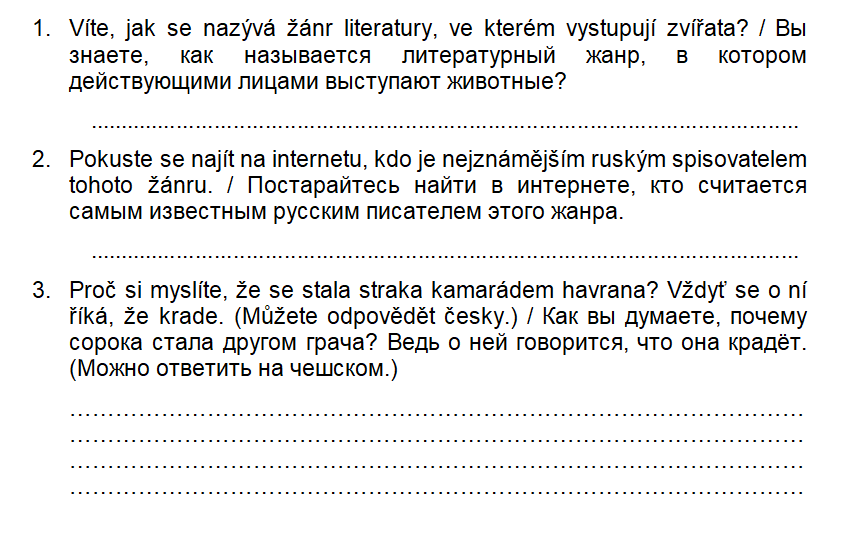 1. Víte, jak se nazývá žánr literatury, ve kterém vystupují zvířata? / Вы
знаете, как называется литературный жанр, в котором
действующими лицами выступают животные?
........................................................................................................................
2. Pokuste se najít na internetu, kdo je nejznámějším ruským spisovatelem
tohoto žánru. / Постарайтесь найти в интернете, кто считается
самым известным русским писателем этого жанра.
........................................................................................................................
3. Proč si myslíte, že se stala straka kamarádem havrana? Vždyť se o ní
říká, že krade. (Můžete odpovědět česky.) / Как вы думаете, почему
сорока стала другом грача? Ведь о ней говорится, что она крадёт.
(Можно ответить на чешском.)
……………………………………………………………………………………
……………………………………………………………………………………
……………………………………………………………………………………
……………………………………………………………………………………